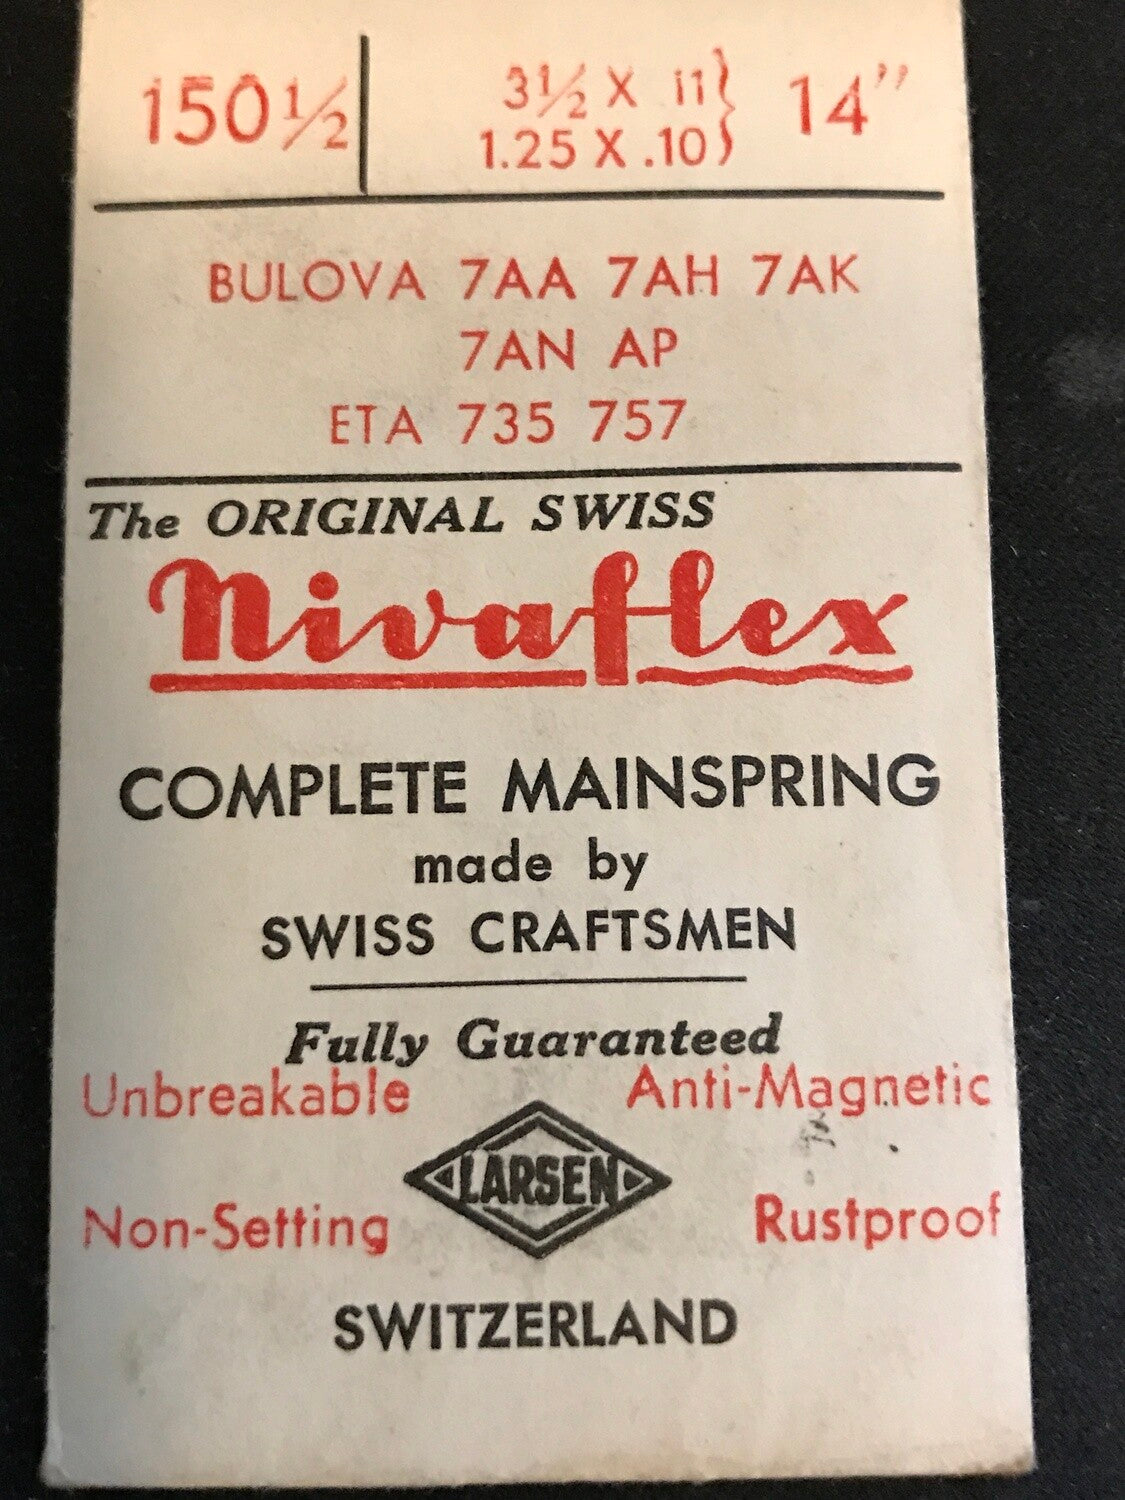 150½ 3½ X 11 } 14"
1.25 X .10
BULOVA 7AA 7AH 7AK
7AN AP
ETA 735 757
The ORIGINAL SWISS
Nivaflex
COMPLETE MAINSPRING
made by
SWISS CRAFTSMEN
Fully Guaranteed
Unbreakable Anti-Magnetic
LARSEN
Non-Setting Rustproof
SWITZERLAND